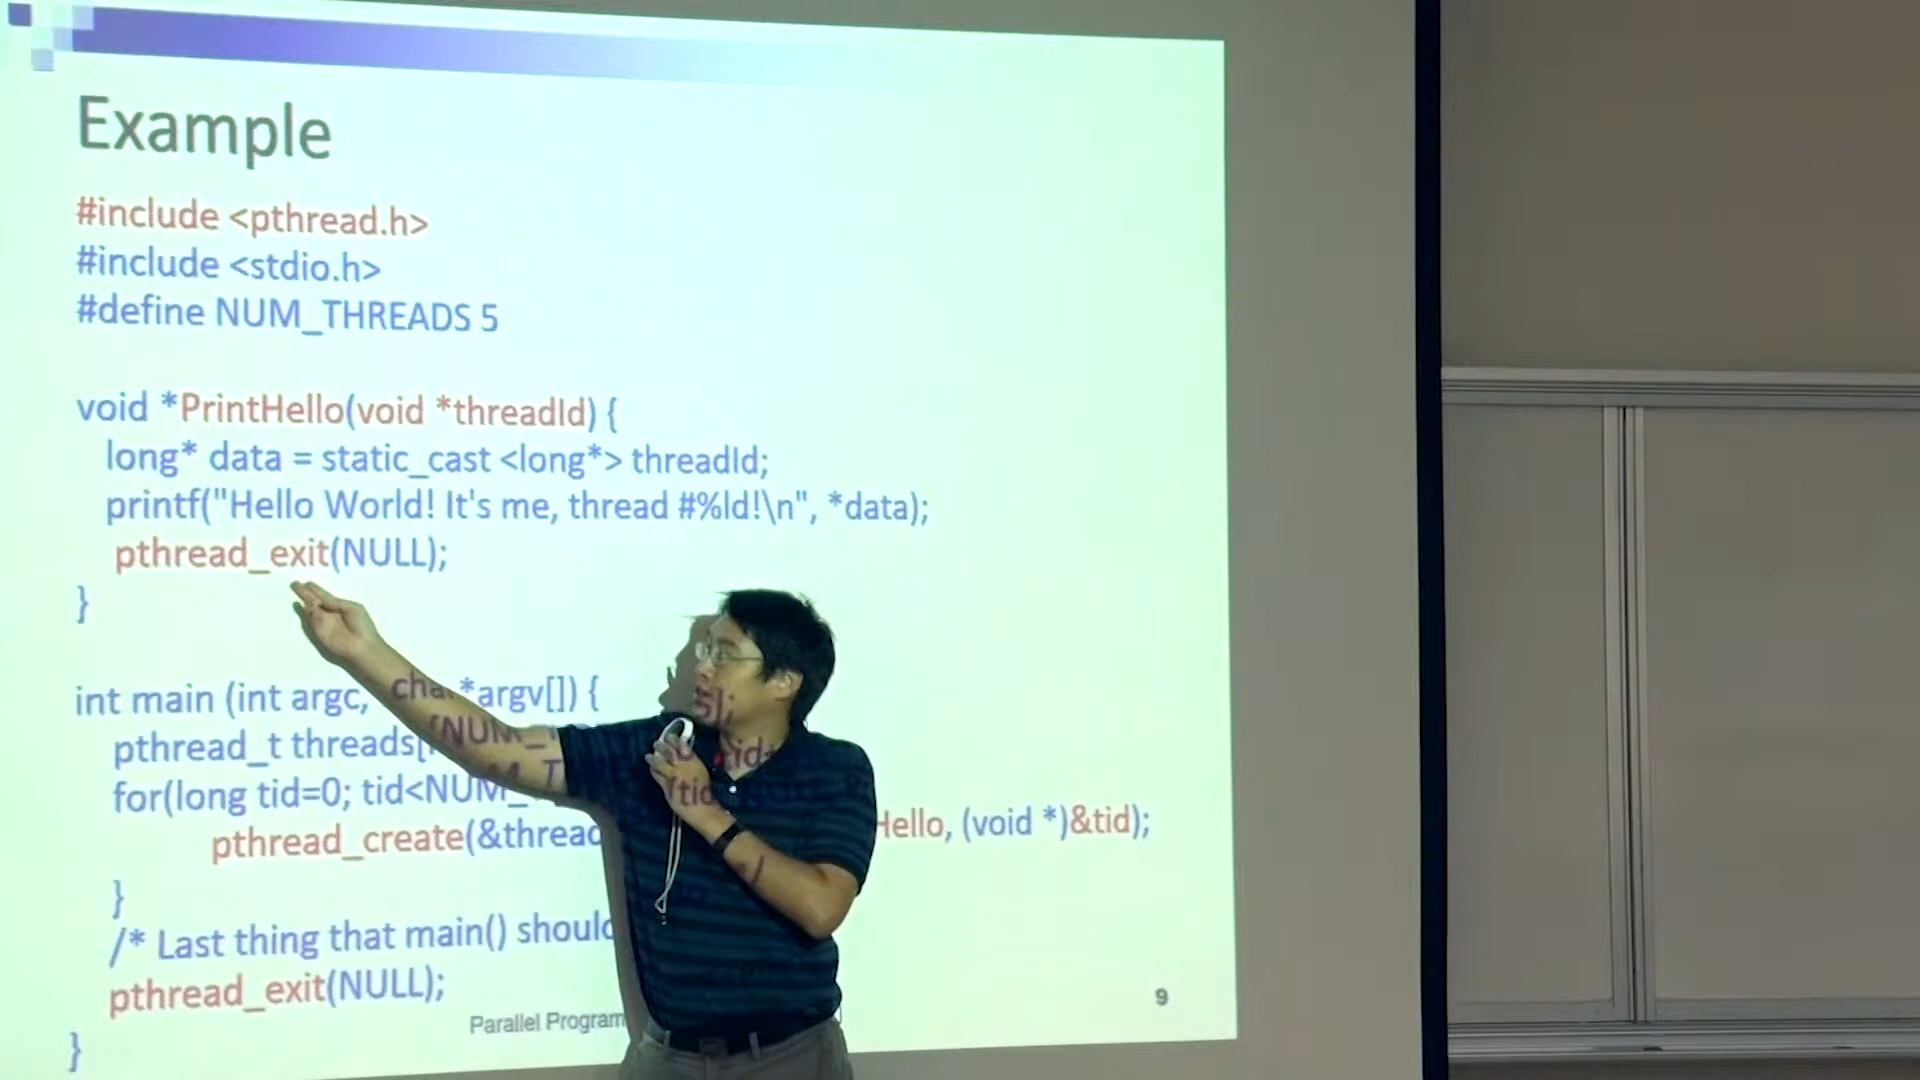 Example
#include <pthread.h>
#include <stdio.h>
#define NUM_THREADS 5
void *PrintHello(void *threadId) {
long* data = static_cast <long*> threadId;
printf("Hello World! It's me, thread #%ld!\n", *data);
pthread_exit(NULL);
}
int main (int argc, char *argv[]) {
pthread_t threads[NUM_
for(long tid=0; tid<NUM_T
pthread_create(&thread Hello, (void *)&tid);
}
/* Last thing that main() should
pthread_exit(NULL);
}
Parallel Program
9